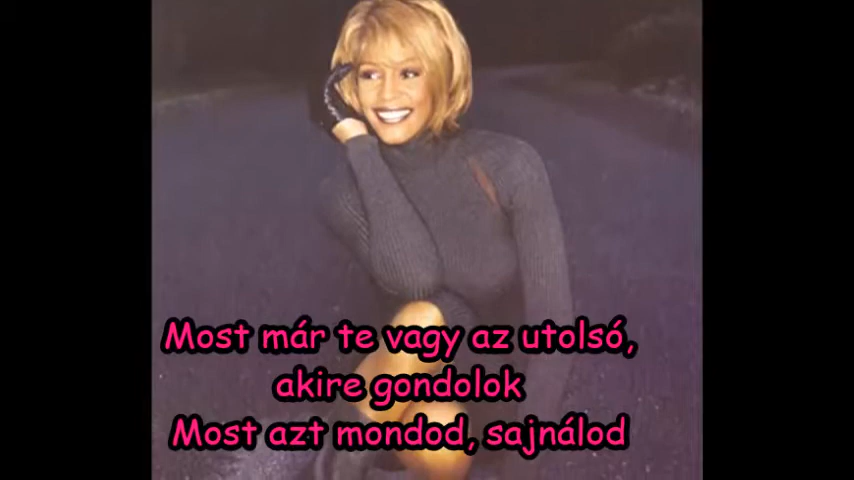 Most már te vagy az utolsó,
akire gondolok
Most azt mondod, sajnálod